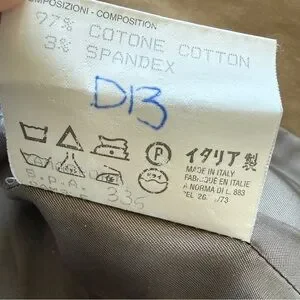 COMPOSIZIONI - COMPOSITION
97% COTONE COTTON
3% SPANDEX
D13
P
イタリア製
MADE IN ITALY
FABRIQUÉ EN ITALIE
A NORMA DI L. 883
S.P.A.
336